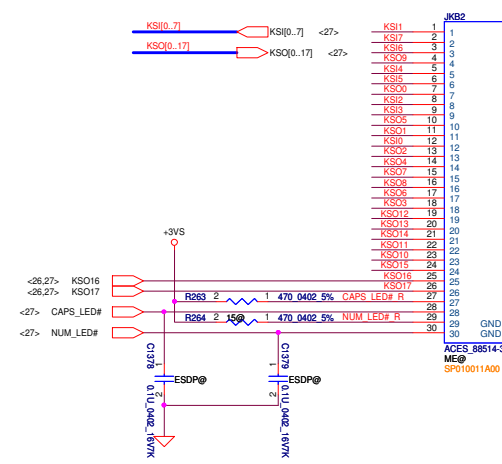 JKB2
KSI[0..7] KSI[0..7] <27>
KSO[0..17] KSO[0..17] <27>
KSI1 1 1
KSI7 2 2
KSI6 3 3
KSO9 4 4
KSI4 5 5
KSI5 6 6
KSO0 7 7
KSI2 8 8
KSI3 9 9
KSO5 10 10
KSO1 11 11
KSI0 12 12
KSO2 13 13
KSO4 14 14
KSO7 15 15
KSO8 16 16
KSO6 17 17
KSO3 18 18
KSO12 19 19
KSO13 20 20
KSO14 21 21
KSO11 22 22
KSO10 23 23
KSO15 24 24
KSO16 25 25
KSO17 26 26
+3VS
<26,27> KSO16
<26,27> KSO17
R263 2 1 470_0402_5% CAPS_LED# R 27 27
<27> CAPS_LED# 28 28
R264 2 15@ 1 470_0402_5% NUM_LED# R 29 29 GND
<27> NUM_LED# 30 30 GND
ACES_88514-3
ME@
SP010011A00
C1378 1 2 ESDP@ 0.1U_0402_16V7K
C1379 1 2 ESDP@ 0.1U_0402_16V7K